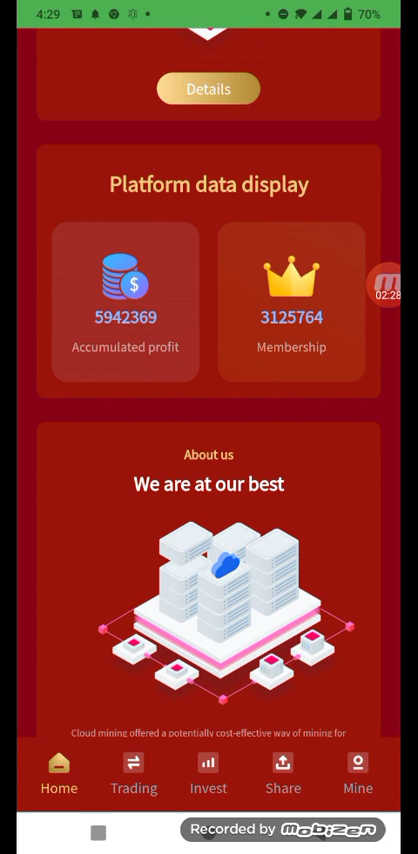 4:29
70%
Details
Platform data display
5942369
3125764
Accumulated profit
Membership
02:28
About us
We are at our best
Cloud mining offered a potentially cost-effective way of mining for
Home
Trading
Invest
Share
Mine
Recorded by mobizen